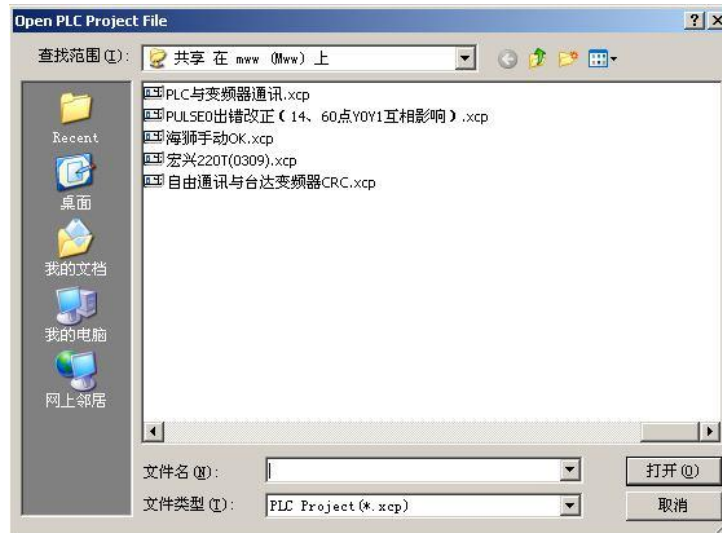 Open PLC Project File
查找范围(I):
共享 在 mww (Mww) 上
PLC与变频器通讯.xcp
PULSE0出错改正(14、60点Y0Y1互相影响).xcp
海狮手动OK.xcp
宏兴220T(0309).xcp
自由通讯与台达变频器CRC.xcp
Recent
桌面
我的文档
我的电脑
网上邻居
文件名(N):
打开(O)
文件类型(T):
PLC Project(*.xcp)
取消